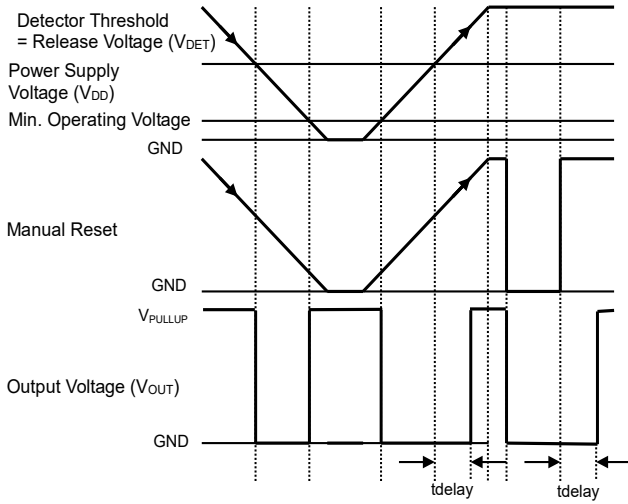 Detector Threshold
= Release Voltage (VDET)
Power Supply
Voltage (VDD)
Min. Operating Voltage
GND
Manual Reset
GND
VPULLUP
Output Voltage (VOUT)
GND
tdelay
tdelay